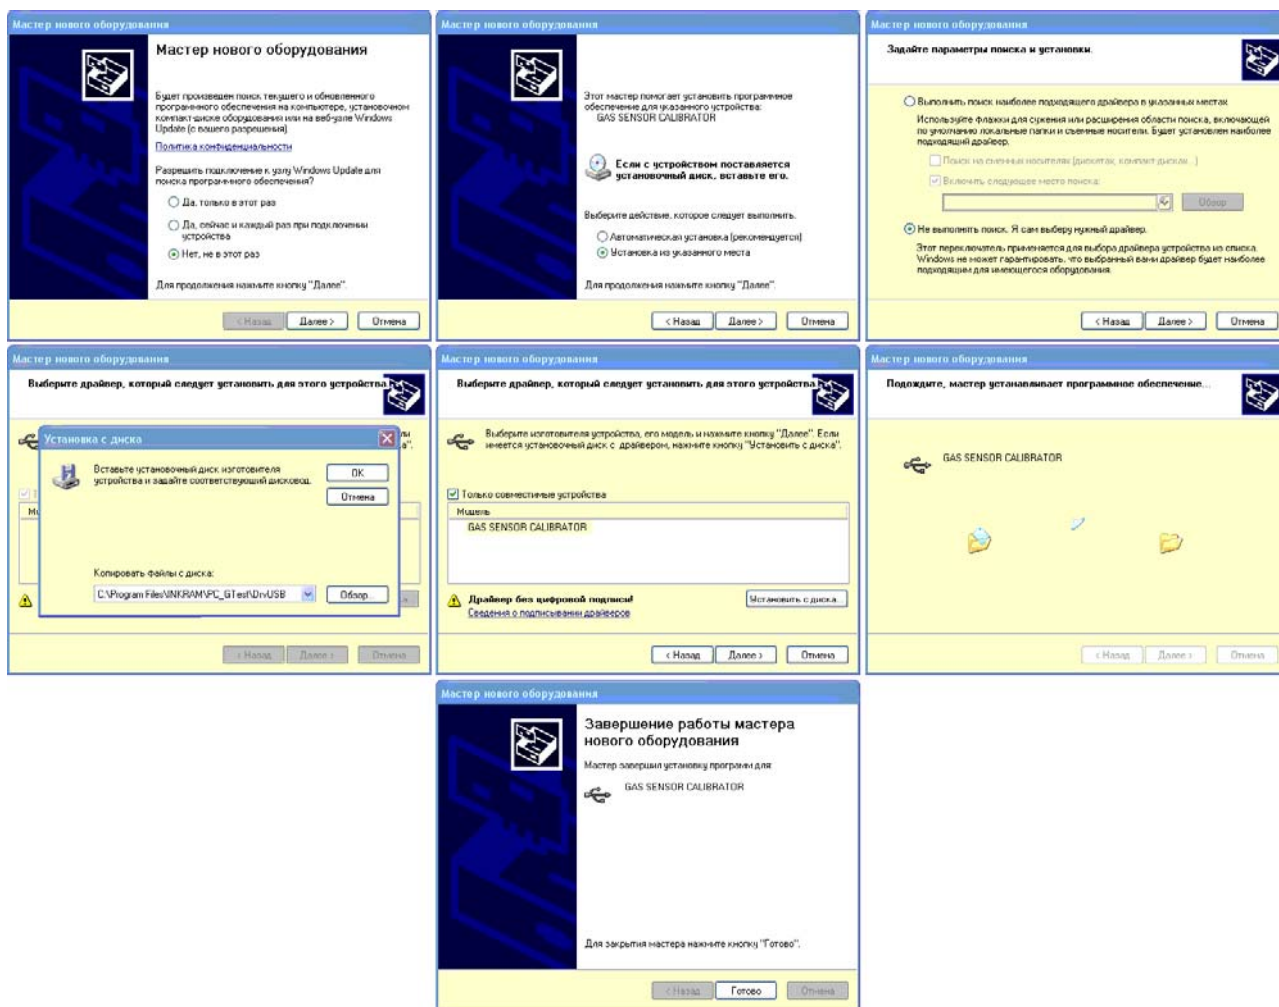 Мастер нового оборудования
Мастер нового оборудования
Будет произведен поиск текущего и обновленного
программного обеспечения на компьютере, установочном
компакт-диске оборудования или на веб-узле Windows
Update (с вашего разрешения).
Политика конфиденциальности
Разрешить подключение к узлу Windows Update для
поиска программного обеспечения?
Да, только в этот раз
Да, сейчас и каждый раз при подключении
устройства
Нет, не в этот раз
Для продолжения нажмите кнопку "Далее".
< Назад
Далее >
Отмена
Мастер нового оборудования
Этот мастер помогает установить программное
обеспечение для указанного устройства:
GAS SENSOR CALIBRATOR
Если с устройством поставляется
установочный диск, вставьте его.
Выберите действие, которое следует выполнить.
Автоматическая установка (рекомендуется)
Установка из указанного места
Для продолжения нажмите кнопку "Далее".
< Назад
Далее >
Отмена
Мастер нового оборудования
Задайте параметры поиска и установки.
Выполнить поиск наиболее подходящего драйвера в указанных местах.
Используйте флажки для сужения или расширения области поиска, включающей
по умолчанию локальные папки и съемные носители. Будет установлен наиболее
подходящий драйвер.
Поиск на сменных носителях (дискетах, компакт-дисках...)
Включить следующее место поиска:
Обзор
Не выполнять поиск. Я сам выберу нужный драйвер.
Этот переключатель применяется для выбора драйвера устройства из списка.
Windows не может гарантировать, что выбранный вами драйвер будет наиболее
подходящим для имеющегося оборудования.
< Назад
Далее >
Отмена
Мастер нового оборудования
Выберите драйвер, который следует установить для этого устройства.
Установка с диска
Вставьте установочный диск изготовителя
устройства и задайте соответствующий дисковод.
OK
Отмена
Копировать файлы с диска:
C:\Program Files\INKRAM\PC_GTest\DrvUSB
Обзор...
< Назад
Далее >
Отмена
Мастер нового оборудования
Выберите драйвер, который следует установить для этого устройства.
Выберите изготовителя устройства, его модель и нажмите кнопку "Далее". Если
имеется установочный диск с драйвером, нажмите кнопку "Установить с диска".
Только совместимые устройства
Модель
GAS SENSOR CALIBRATOR
Драйвер без цифровой подписи!
Установить с диска...
Сведения о подписывании драйверов
< Назад
Далее >
Отмена
Мастер нового оборудования
Подождите, мастер устанавливает программное обеспечение...
GAS SENSOR CALIBRATOR
< Назад
Далее >
Отмена
Мастер нового оборудования
Завершение работы мастера
нового оборудования
Мастер завершил установку программ для:
GAS SENSOR CALIBRATOR
Для закрытия мастера нажмите кнопку "Готово".
< Назад
Готово
Отмена